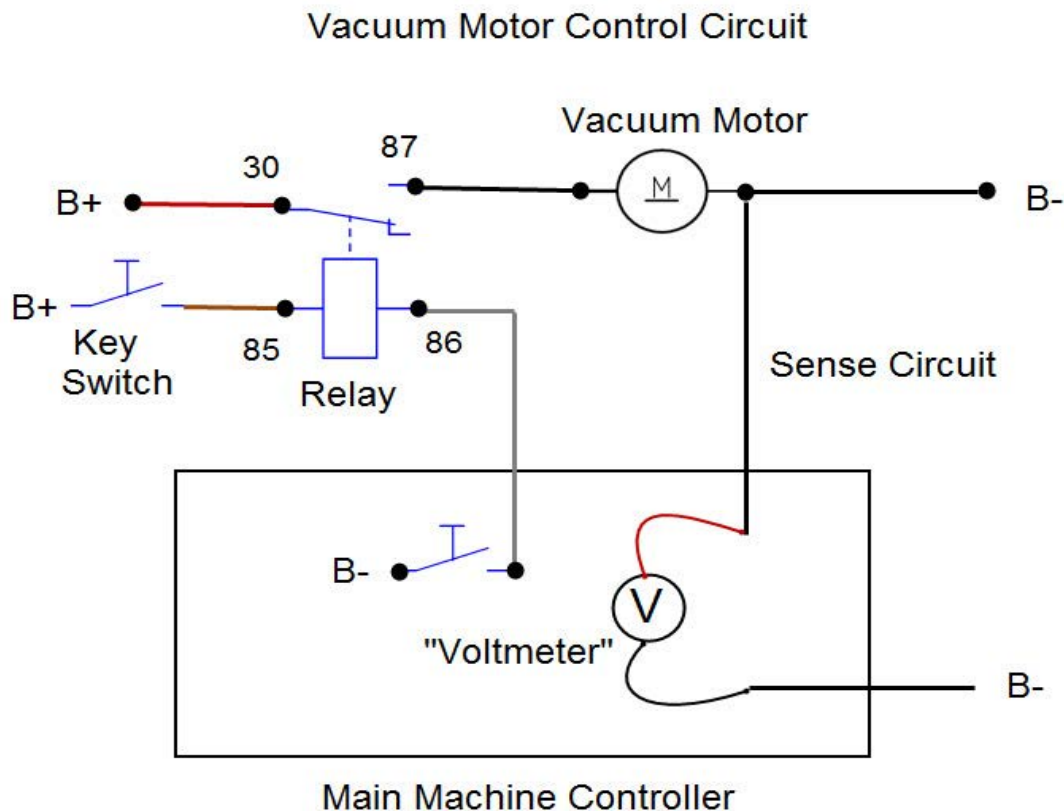 Vacuum Motor Control Circuit
Vacuum Motor
87
30
M
B+
B-
B+
Key
Switch
85
86
Relay
Sense Circuit
B-
V
"Voltmeter"
B-
Main Machine Controller